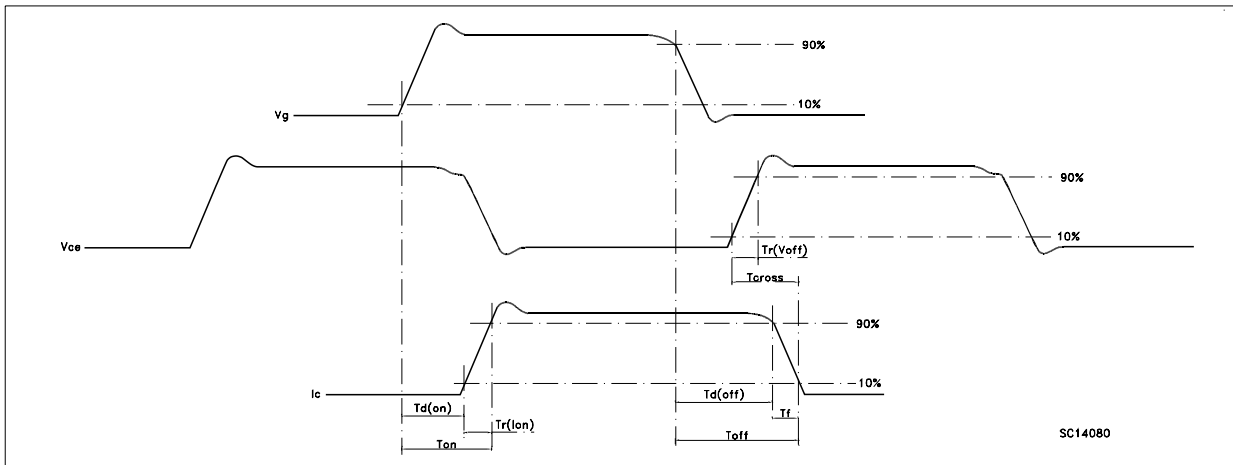 90%
10%
Vg
90%
Vce
10%
Tr(Voff)
Tcross
90%
Ic
10%
Td(on)
Td(off)
Tr(Ion)
Tf
Ton
Toff
SC14080